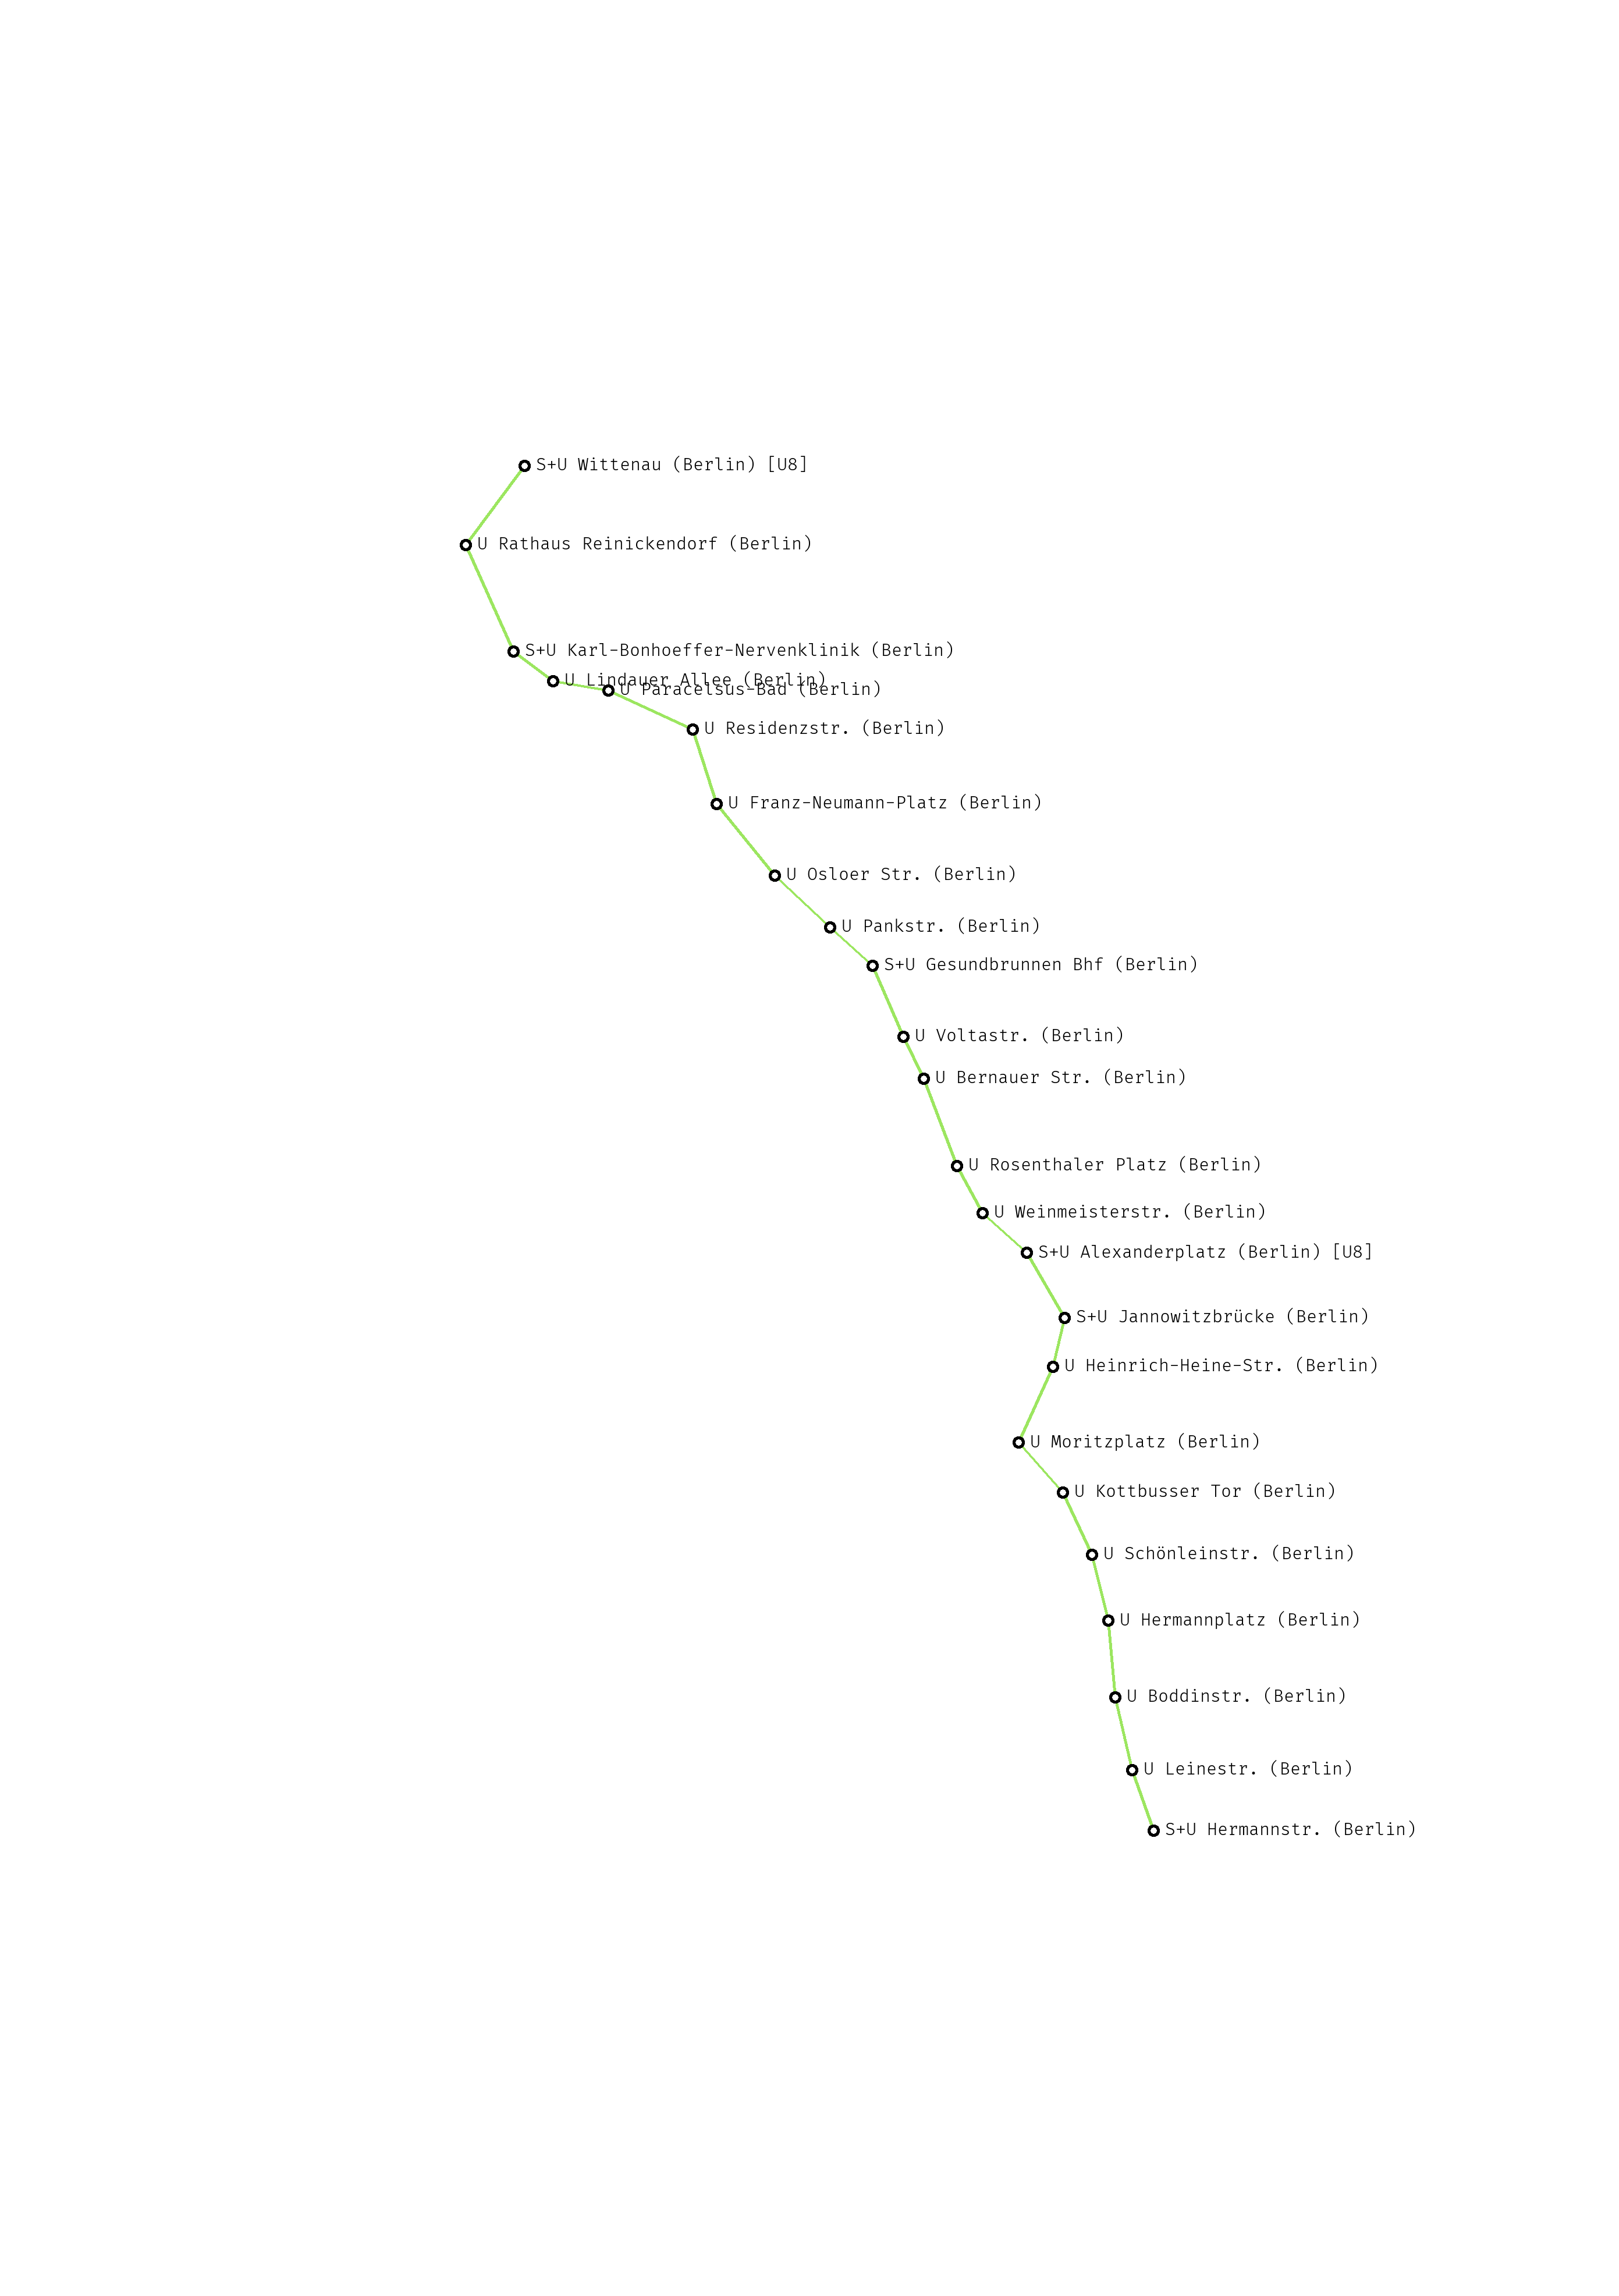 S+U Wittenau (Berlin) [U8]
U Rathaus Reinickendorf (Berlin)
S+U Karl-Bonhoeffer-Nervenklinik (Berlin)
U Lindauer Allee (Berlin)
U Paracelsus-Bad (Berlin)
U Residenzstr. (Berlin)
U Franz-Neumann-Platz (Berlin)
U Osloer Str. (Berlin)
U Pankstr. (Berlin)
S+U Gesundbrunnen Bhf (Berlin)
U Voltastr. (Berlin)
U Bernauer Str. (Berlin)
U Rosenthaler Platz (Berlin)
U Weinmeisterstr. (Berlin)
S+U Alexanderplatz (Berlin) [U8]
S+U Jannowitzbrücke (Berlin)
U Heinrich-Heine-Str. (Berlin)
U Moritzplatz (Berlin)
U Kottbusser Tor (Berlin)
U Schönleinstr. (Berlin)
U Hermannplatz (Berlin)
U Boddinstr. (Berlin)
U Leinestr. (Berlin)
S+U Hermannstr. (Berlin)